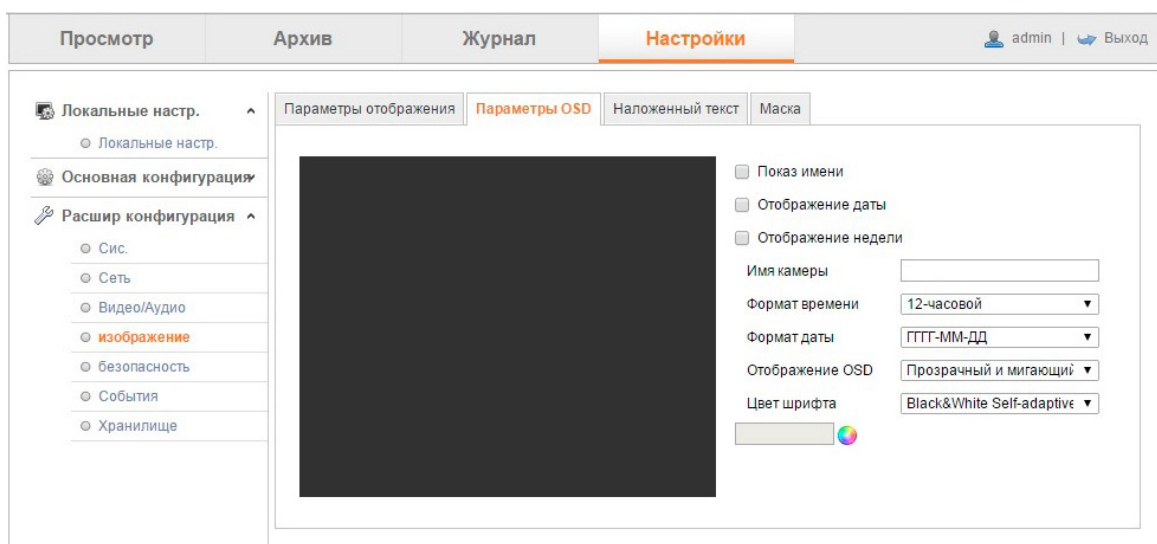 Просмотр Архив Журнал Настройки admin | Выход
Локальные настр.
Локальные настр.
Основная конфигурация
Расшир конфигурация
Сис.
Сеть
Видео/Аудио
изображение
безопасность
События
Хранилище
Параметры отображения Параметры OSD Наложенный текст Маска
Показ имени
Отображение даты
Отображение недели
Имя камеры
Формат времени 12-часовой
Формат даты ГГГГ-ММ-ДД
Отображение OSD Прозрачный и мигающий
Цвет шрифта Black&White Self-adaptive